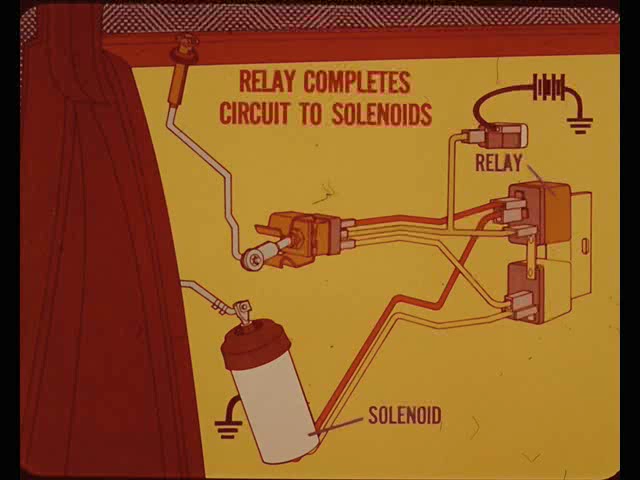 RELAY COMPLETES
CIRCUIT TO SOLENOIDS
RELAY
SOLENOID